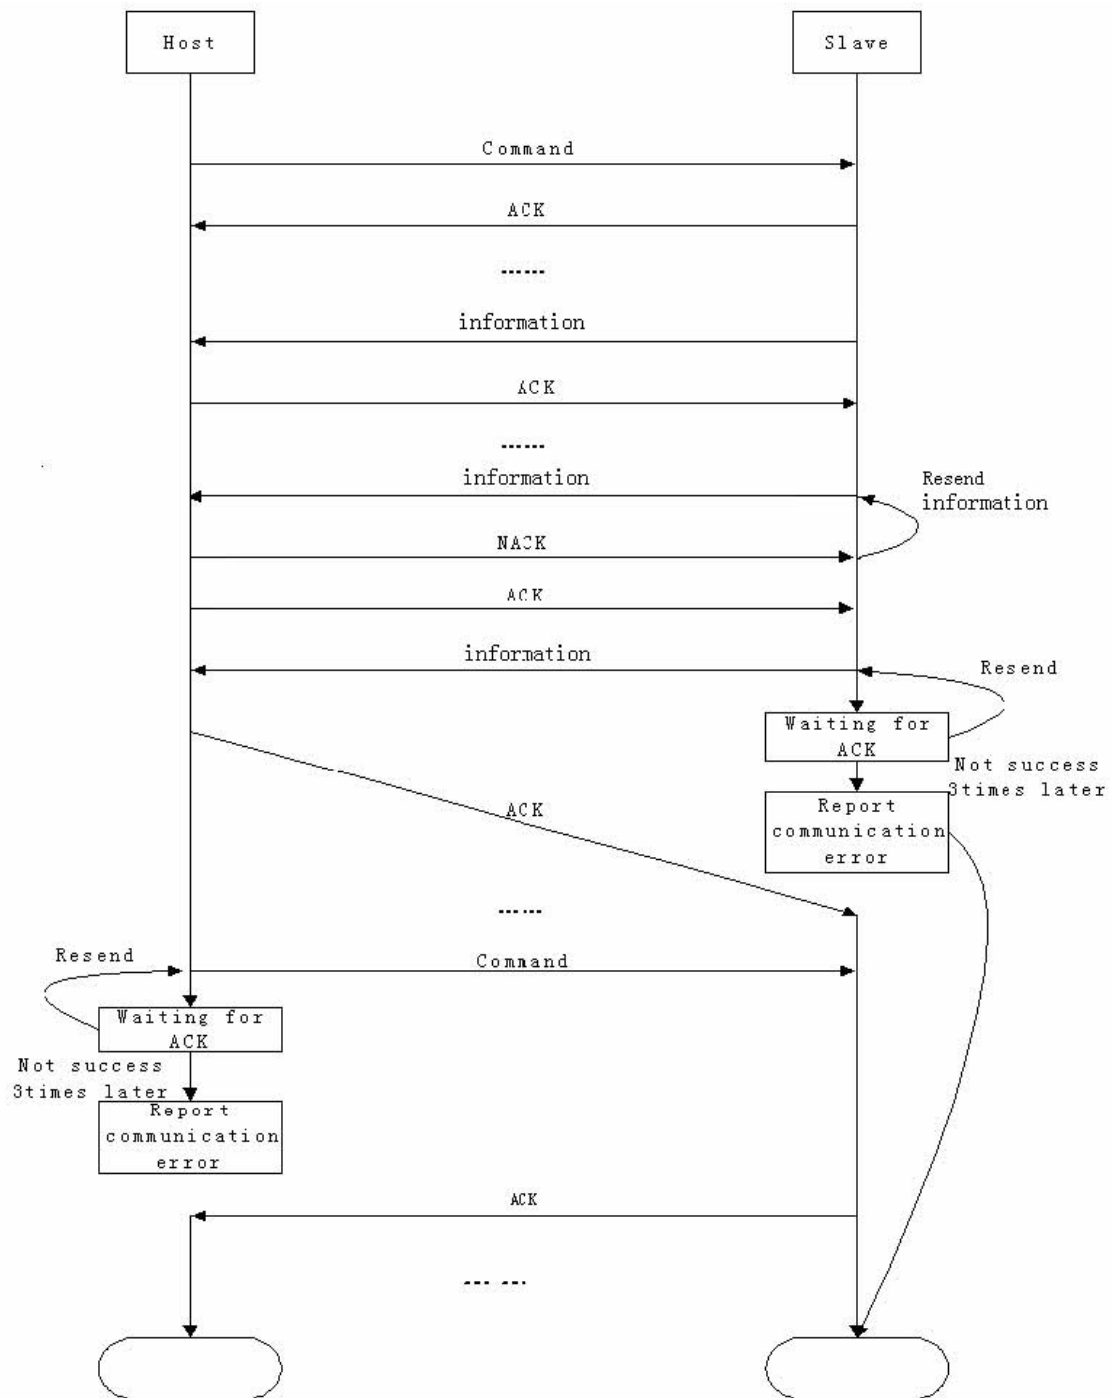 Host
Slave
Command
ACK
......
information
ACK
......
information
Resend
information
NACK
ACK
information
Resend
Waiting for
ACK
Not success
3times later
Report
communication
error
ACK
......
Resend
Command
Waiting for
ACK
Not success
3times later
Report
communication
error
ACK
... ...